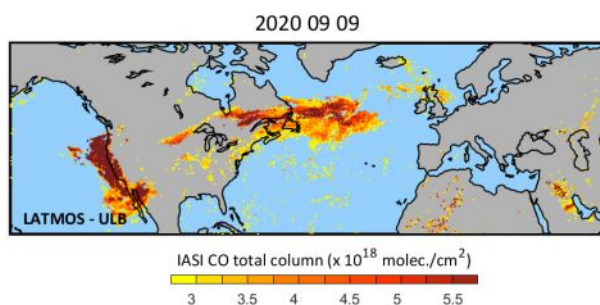 2020 09 09
LATMOS - ULB
IASI CO total column (x 10¹⁸ molec./cm²)
3 3.5 4 4.5 5 5.5